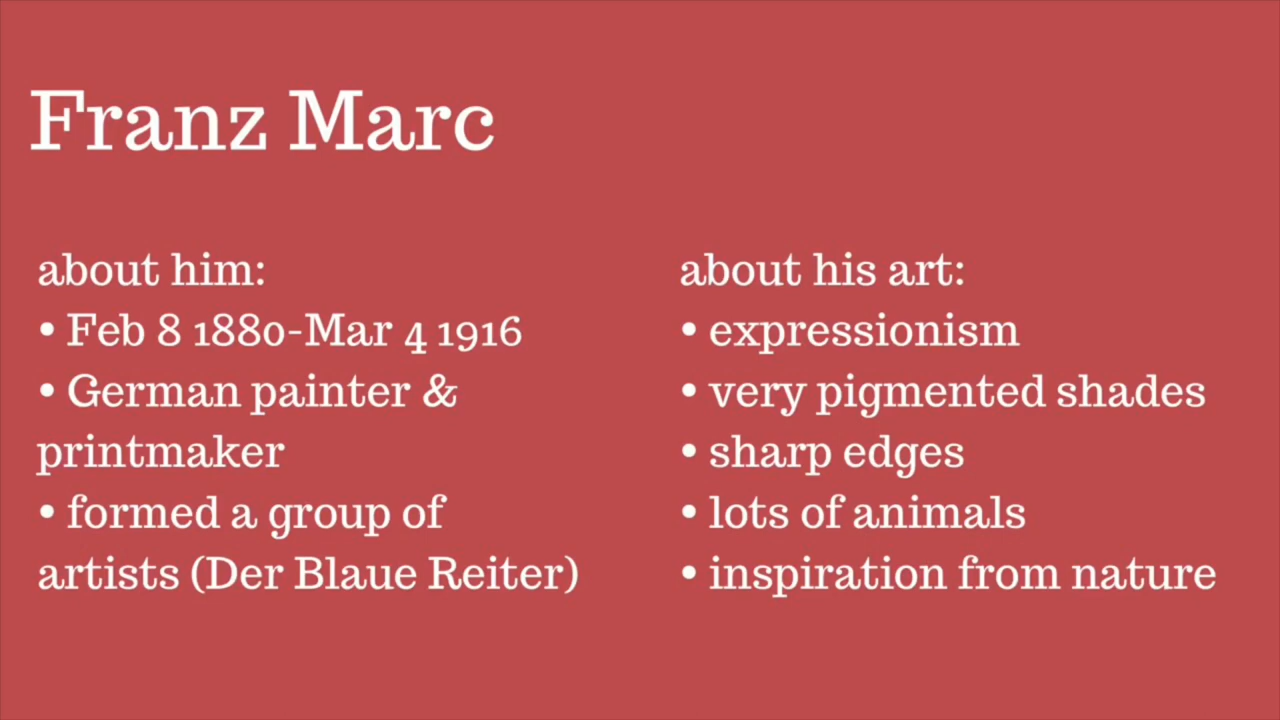 Franz Marc
about him:
• Feb 8 1880-Mar 4 1916
• German painter &
printmaker
• formed a group of
artists (Der Blaue Reiter)
about his art:
• expressionism
• very pigmented shades
• sharp edges
• lots of animals
• inspiration from nature